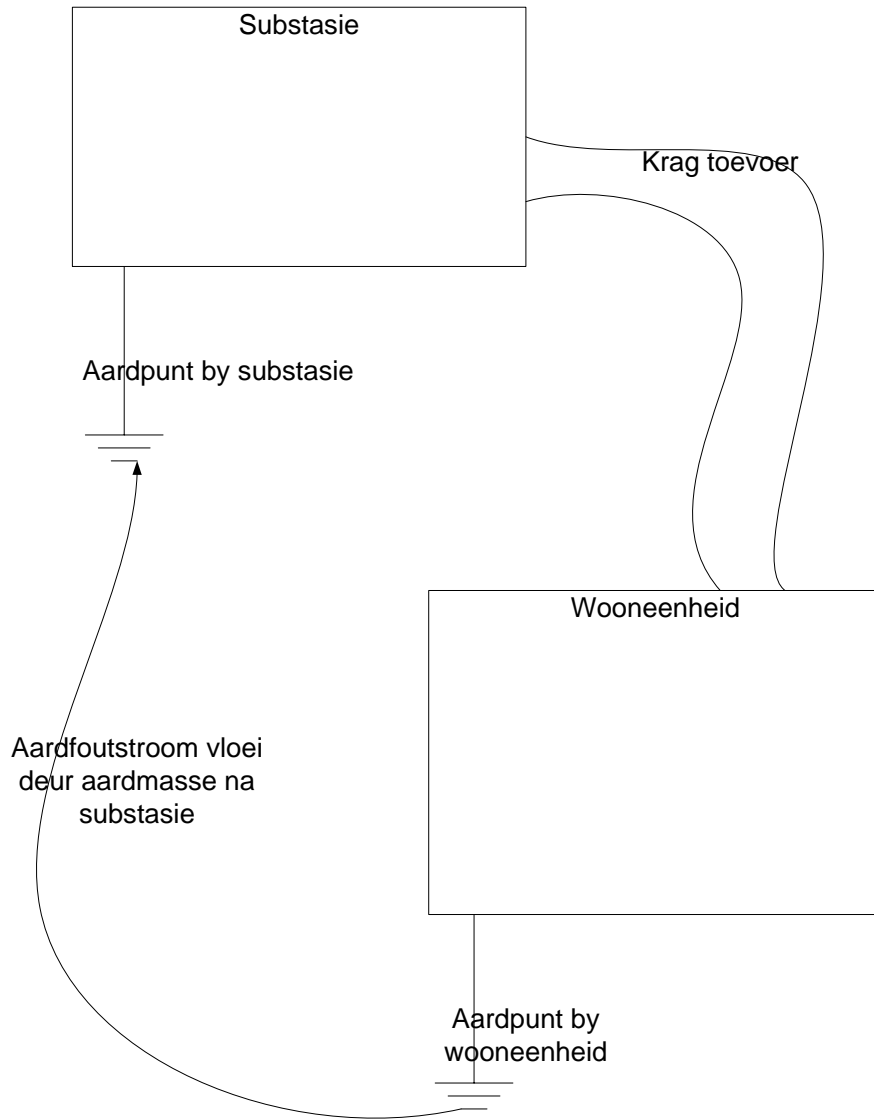 Substasie
Krag toevoer
Aardpunt by substasie
Wooneenheid
Aardfoutstroom vloei
deur aardmasse na
substasie
Aardpunt by
wooneenheid